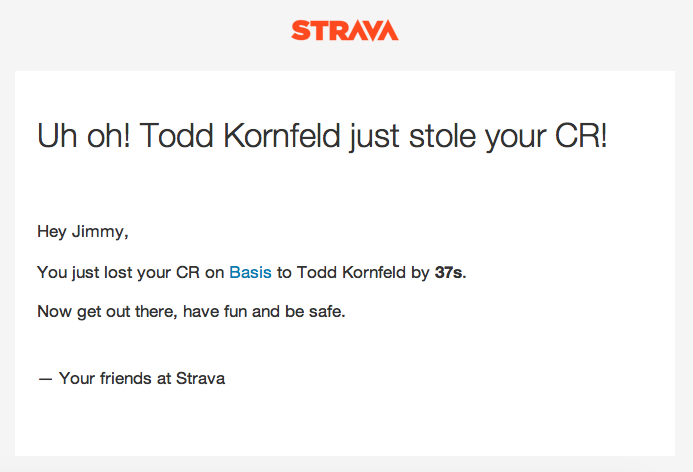 STRAVA
Uh oh! Todd Kornfeld just stole your CR!
Hey Jimmy,
You just lost your CR on Basis to Todd Kornfeld by 37s.
Now get out there, have fun and be safe.
— Your friends at Strava